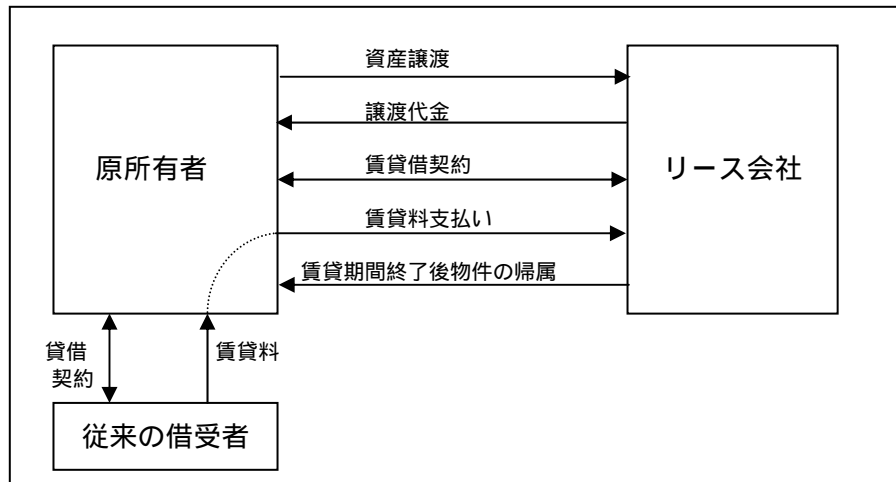 資産譲渡
譲渡代金
原所有者
賃貸借契約
リース会社
賃貸料支払い
賃貸期間終了後物件の帰属
貸借
契約
賃貸料
従来の借受者